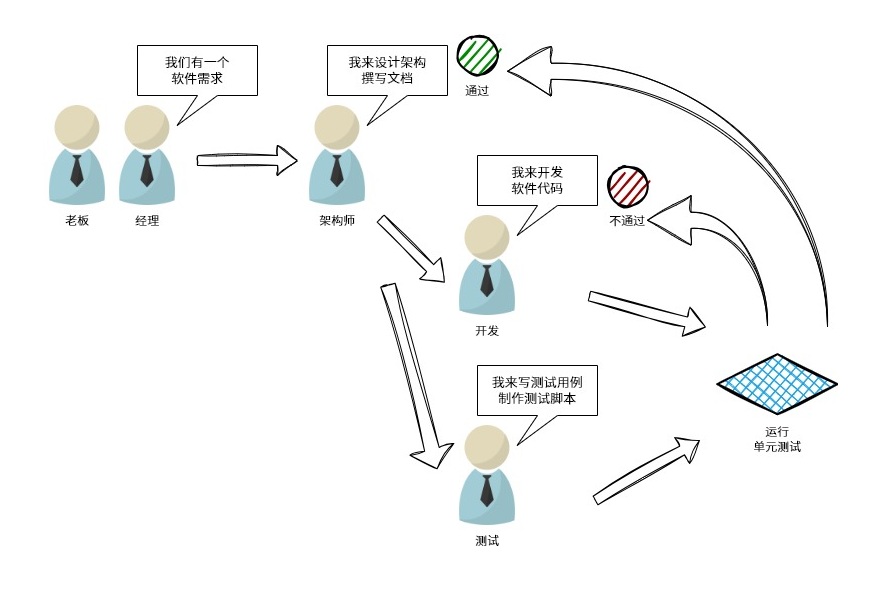 我们有一个
软件需求
我来设计架构
撰写文档
通过
老板
经理
架构师
我来开发
软件代码
不通过
开发
我来写测试用例
制作测试脚本
运行
单元测试
测试